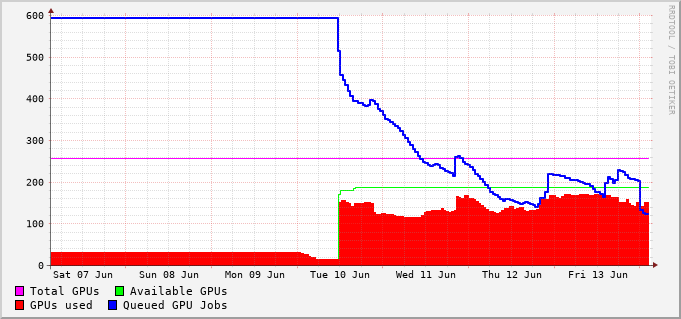 600
500
400
300
200
100
0
Sat 07 Jun Sun 08 Jun Mon 09 Jun Tue 10 Jun Wed 11 Jun Thu 12 Jun Fri 13 Jun
Total GPUs Available GPUs
GPUs used Queued GPU Jobs
RRDTOOL / TOBI OETIKER